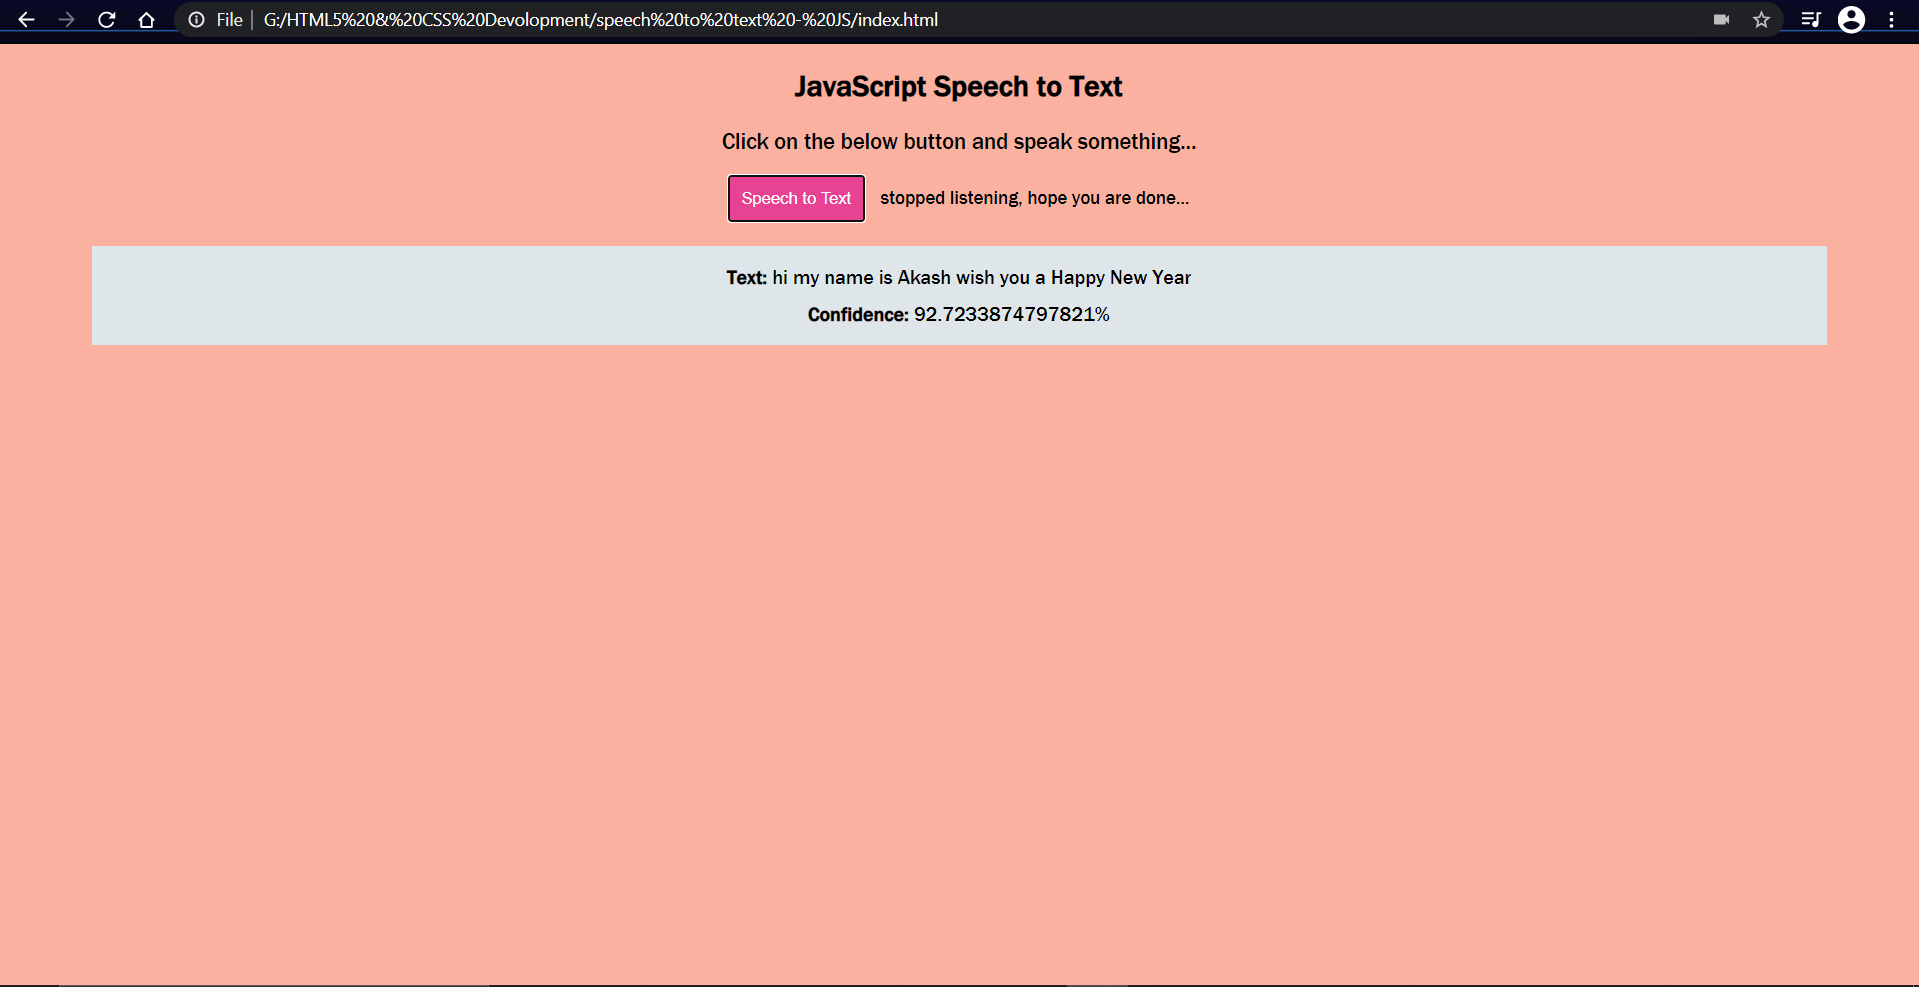 File | G:/HTML5%20&%20CSS%20Devolopment/speech%20to%20text%20-%20JS/index.html
JavaScript Speech to Text
Click on the below button and speak something...
Speech to Text stopped listening, hope you are done...
Text: hi my name is Akash wish you a Happy New Year
Confidence: 92.7233874797821%